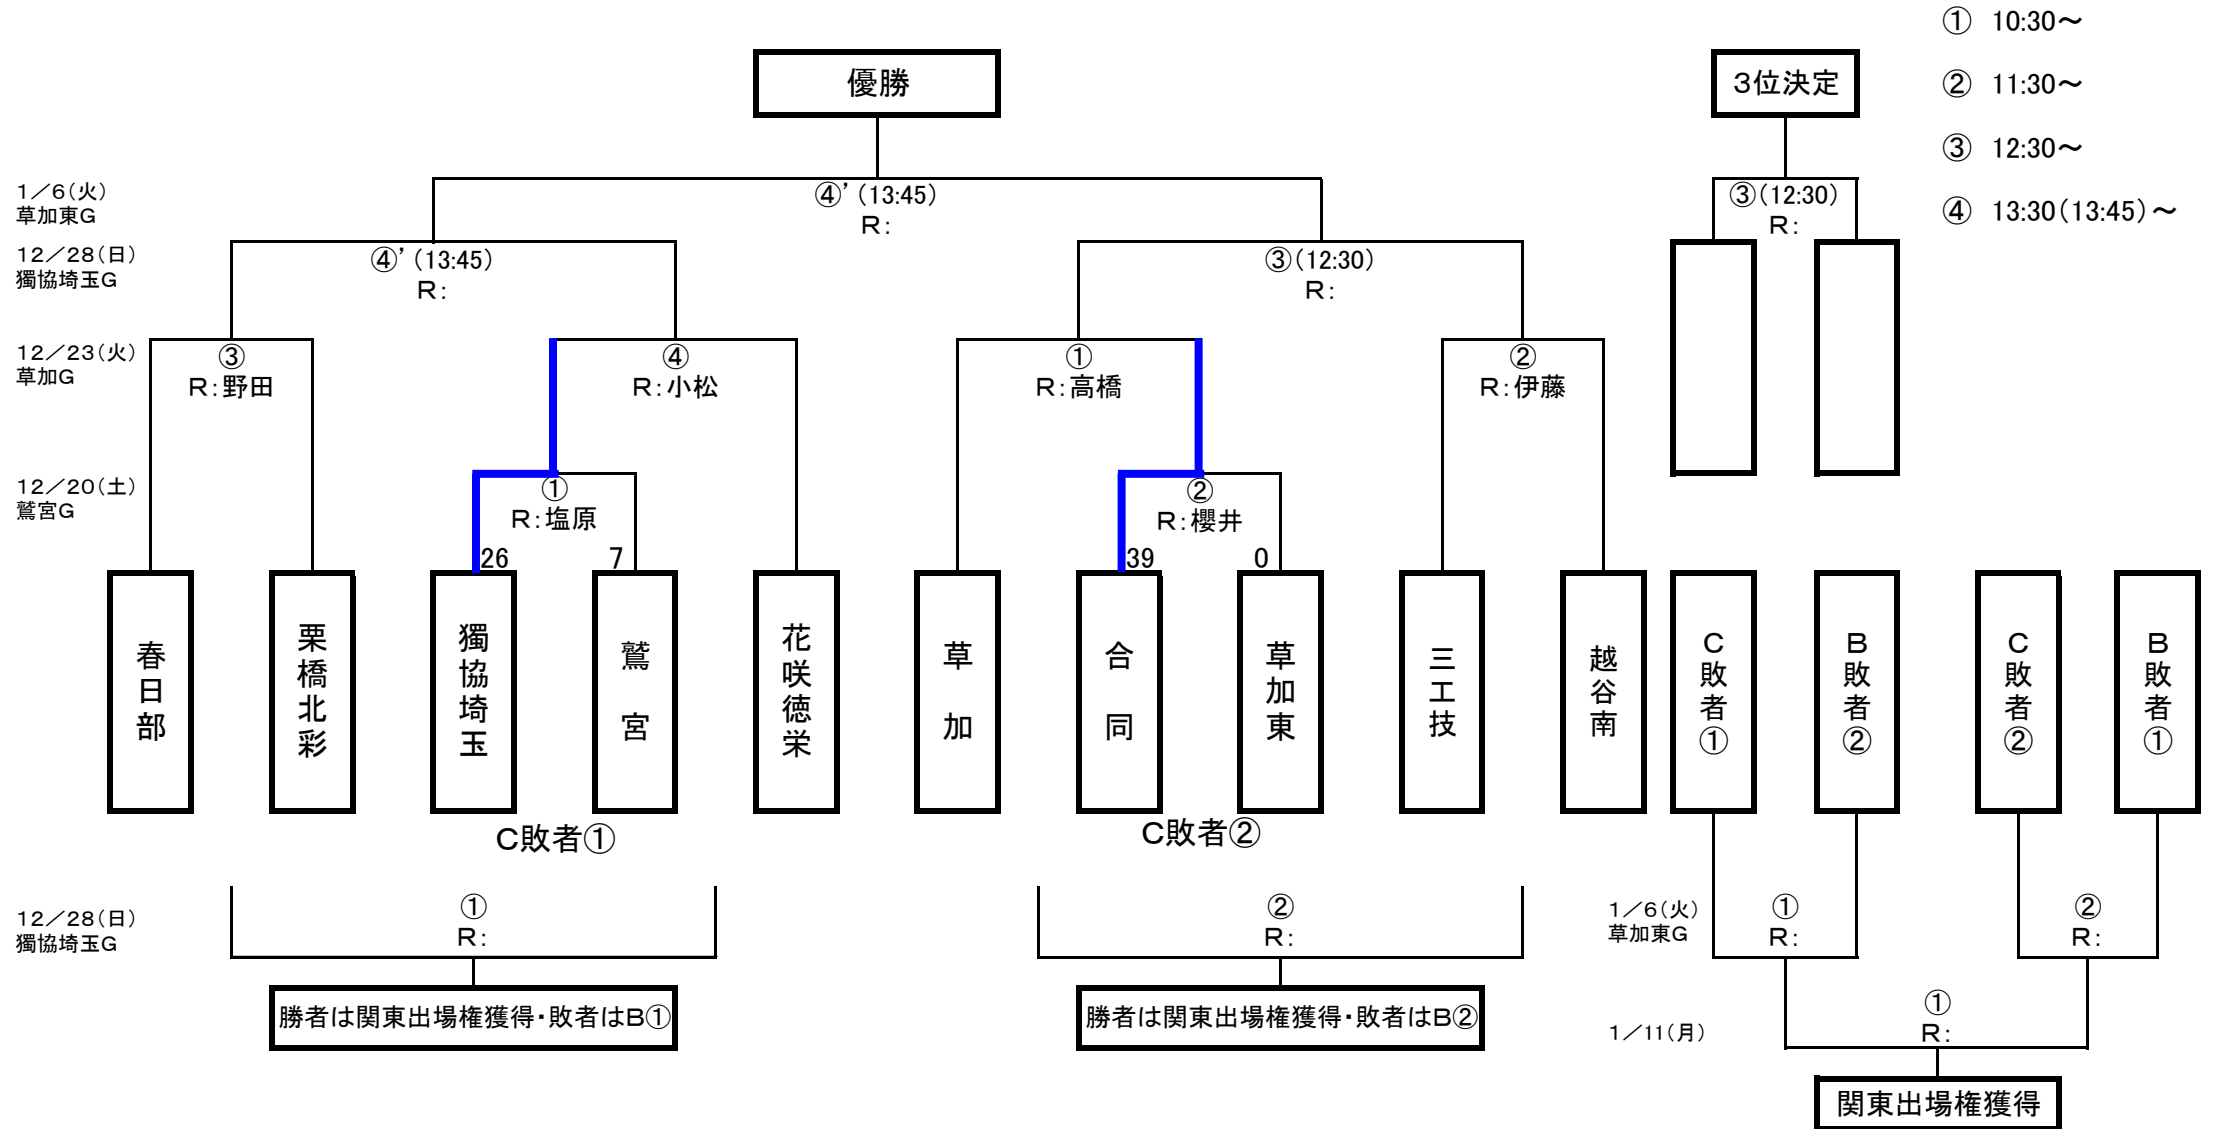 ① 10:30～
優勝
３位決定
② 11:30～
③ 12:30～
１／６（火）
草加東G
④’（13:45）
R：
③（12:30）
R：
④ 13:30（13:45）～
１２／２８（日）
獨協埼玉G
④’（13:45）
R：
③（12:30）
R：
１２／２３（火）
草加G
③
R：野田
④
R：小松
①
R：高橋
②
R：伊藤
１２／２０（土）
鷲宮G
①
R：塩原
②
R：櫻井
26
7
39
0
春日部
栗橋北彩
獨協埼玉
鷲宮
花咲徳栄
草加
合同
草加東
三工技
越谷南
C敗者①
B敗者②
C敗者②
B敗者①
C敗者①
C敗者②
１２／２８（日）
獨協埼玉G
①
R：
②
R：
１／６（火）
草加東G
①
R：
②
R：
勝者は関東出場権獲得・敗者はB①
勝者は関東出場権獲得・敗者はB②
１／11（月）
①
R：
関東出場権獲得